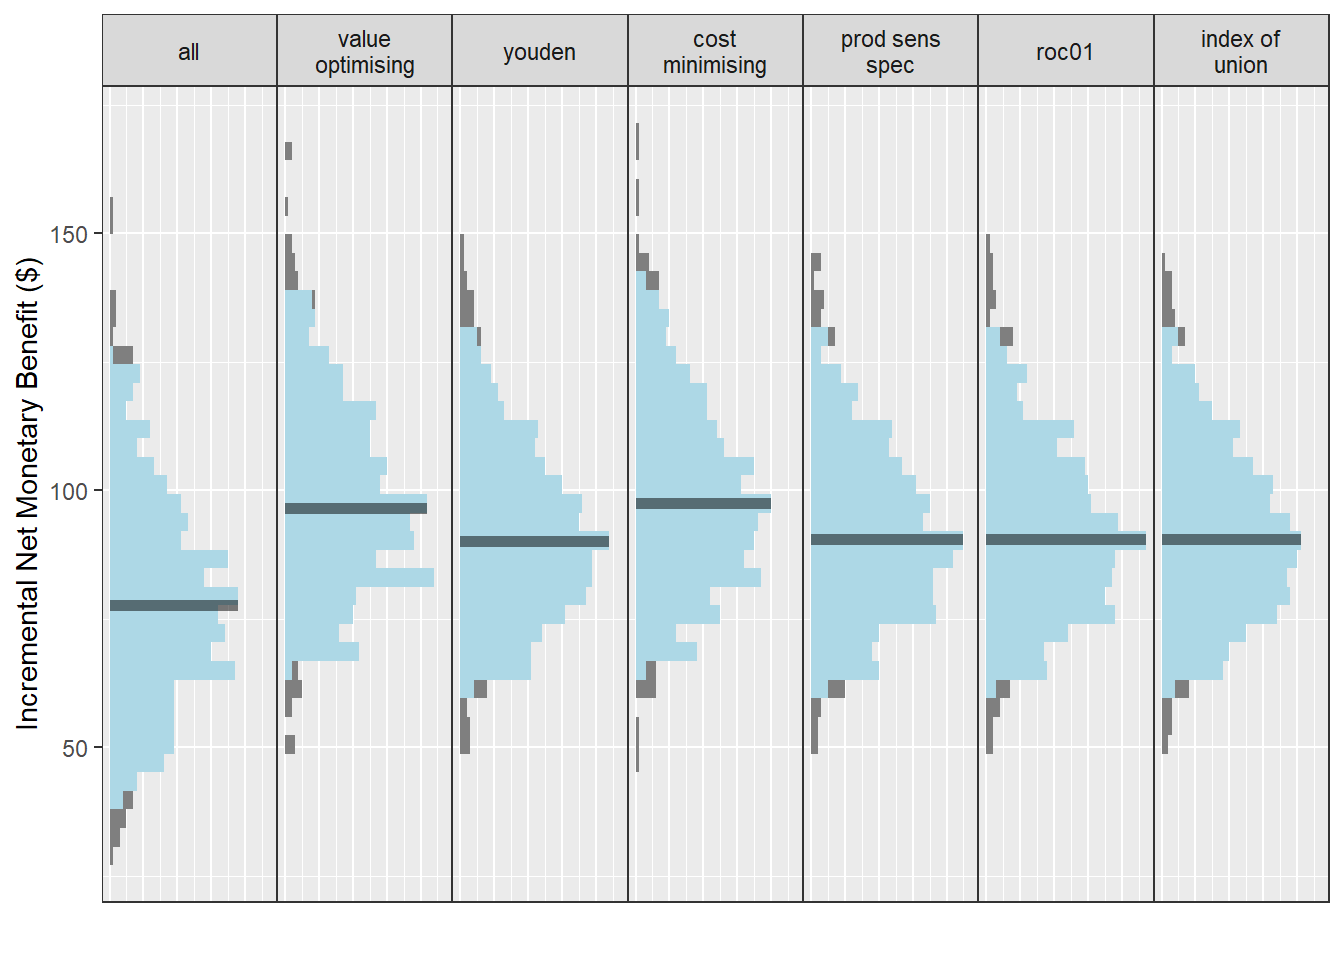 all
value
optimising
youden
cost
minimising
prod sens
spec
roc01
index of
union
Incremental Net Monetary Benefit ($)
150
100
50